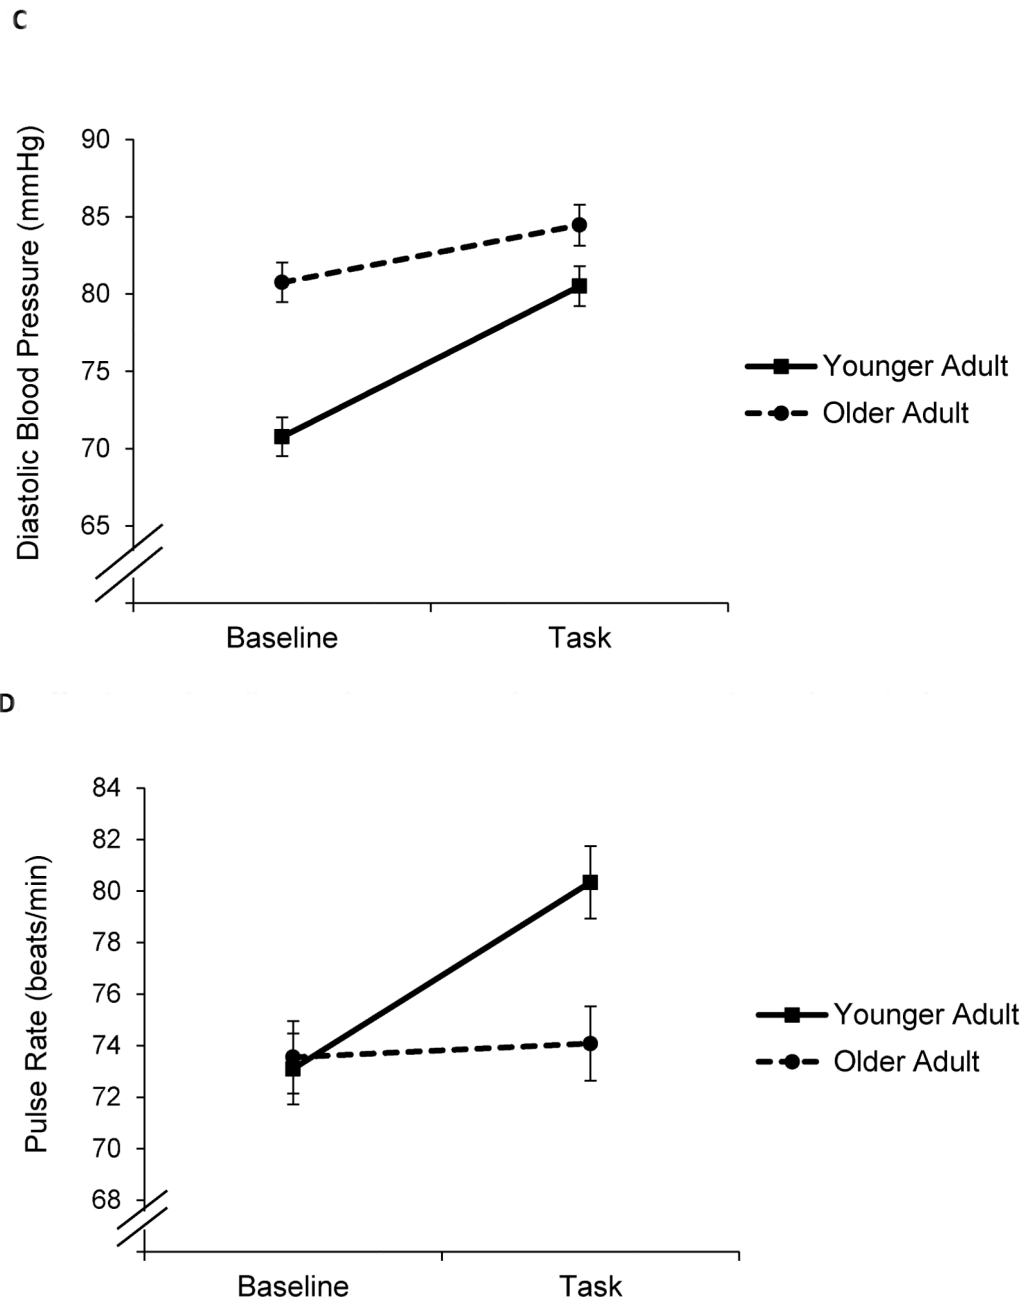 C
Diastolic Blood Pressure (mmHg)
90
85
80
75
70
65
Baseline
Task
Younger Adult
Older Adult
D
Pulse Rate (beats/min)
84
82
80
78
76
74
72
70
68
Baseline
Task
Younger Adult
Older Adult